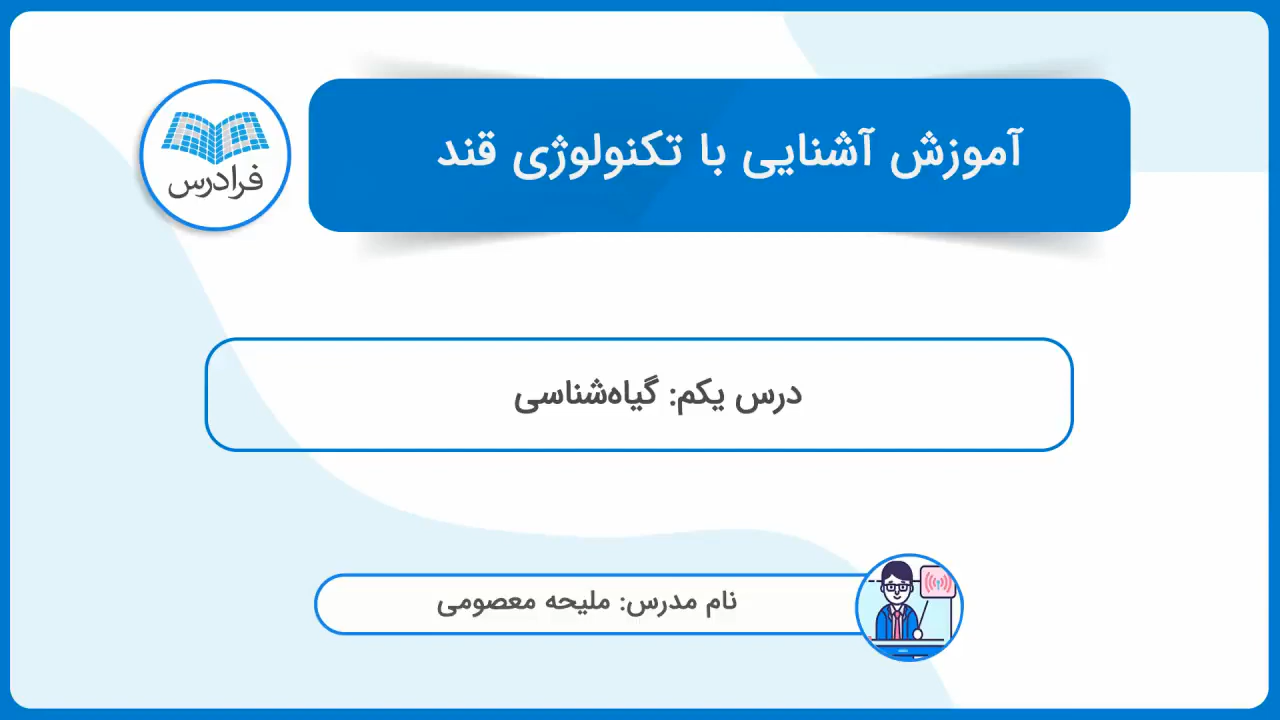 آموزش آشنایی با تکنولوژی قند
فرادرس
درس یکم: گیاه‌شناسی
نام مدرس: ملیحه معصومی